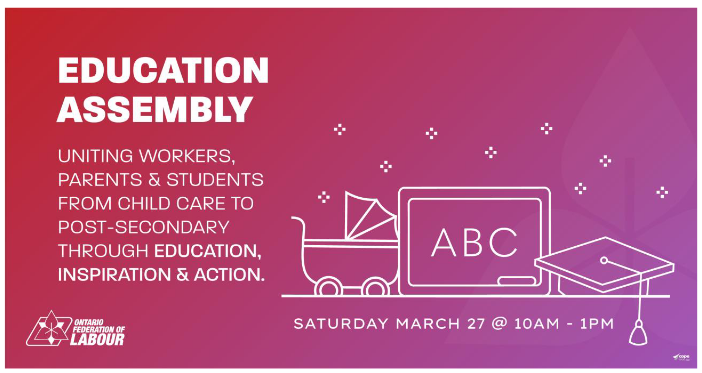 EDUCATION
ASSEMBLY
UNITING WORKERS,
PARENTS & STUDENTS
FROM CHILD CARE TO
POST-SECONDARY
THROUGH EDUCATION,
INSPIRATION & ACTION.
ABC
SATURDAY MARCH 27 @ 10AM - 1PM
ONTARIO
FEDERATION OF
LABOUR
cope